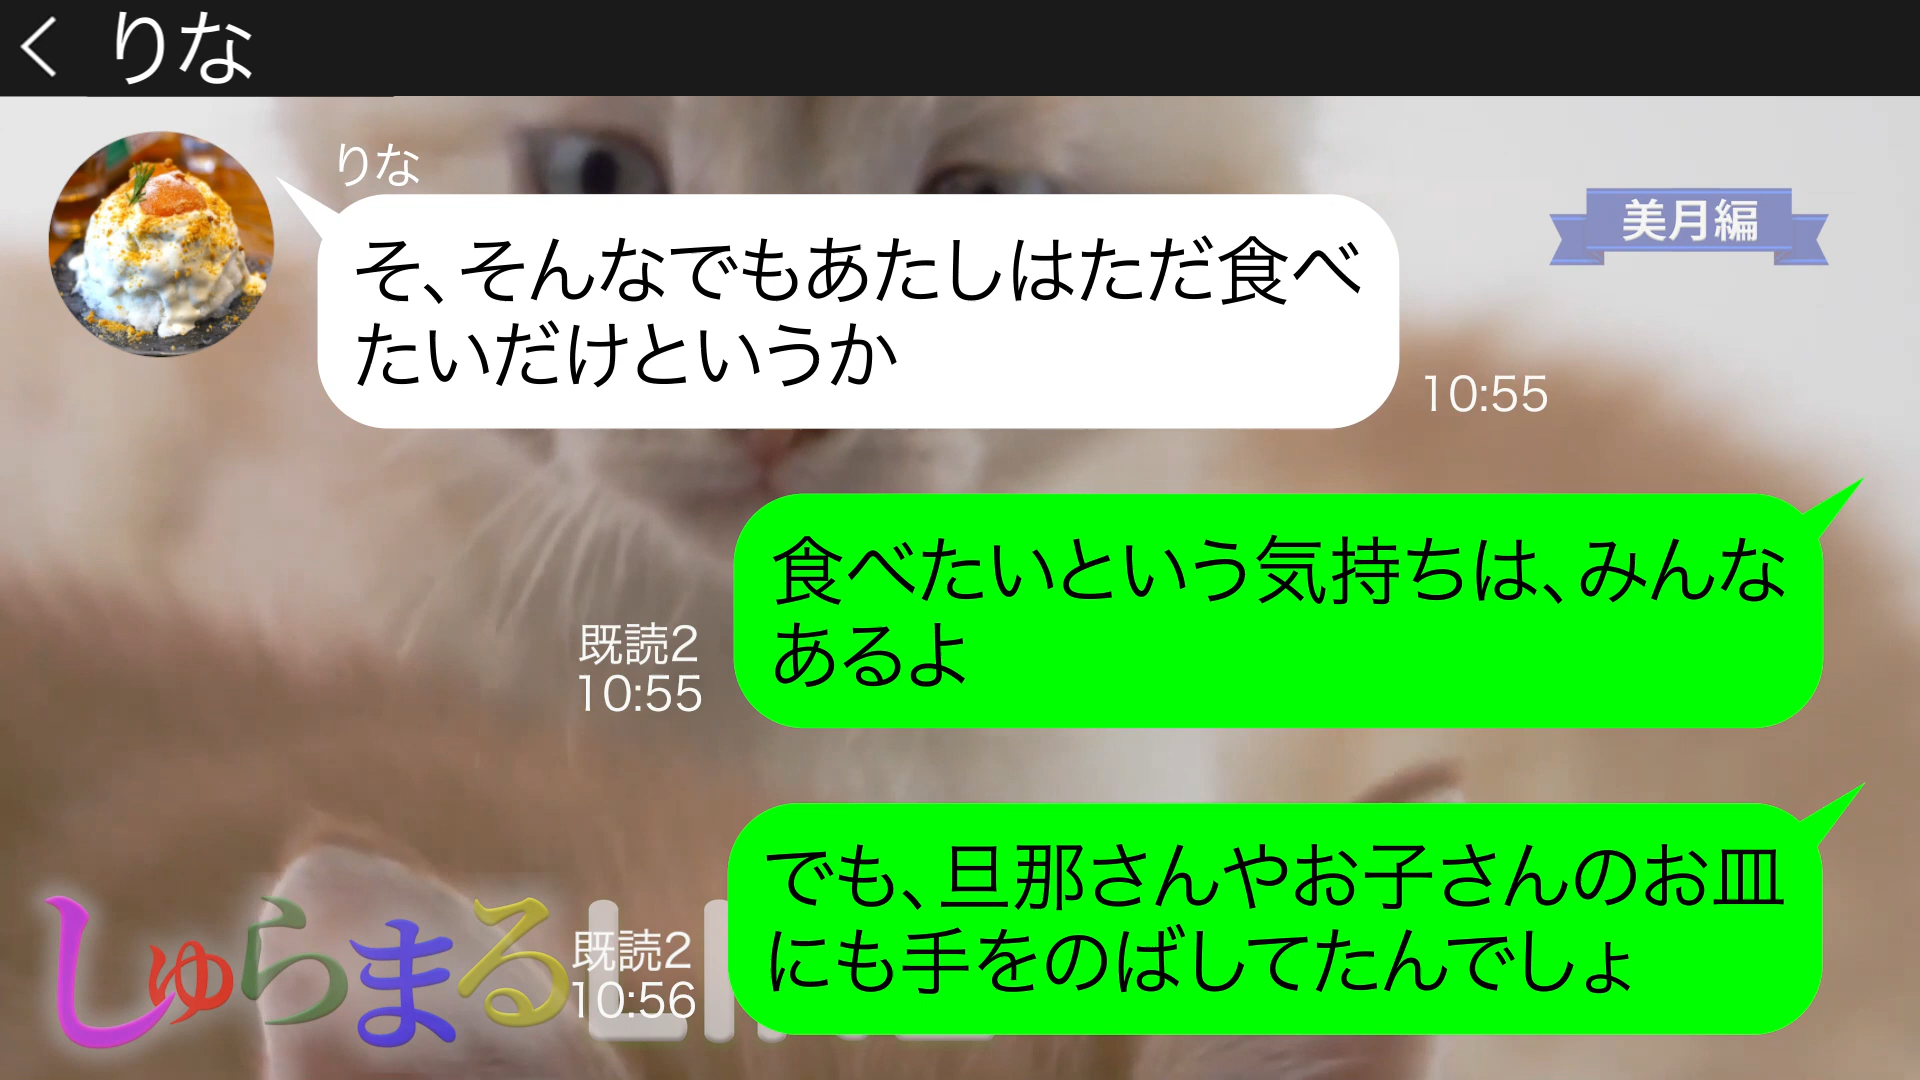 りな
りな
美月編
そ、そんなでもあたしはただ食べ
たいだけというか
10:55
食べたいという気持ちは、みんな
あるよ
既読2
10:55
でも、旦那さんやお子さんのお皿
にも手をのばしてたんでしょ
既読2
10:56
しゅらまる